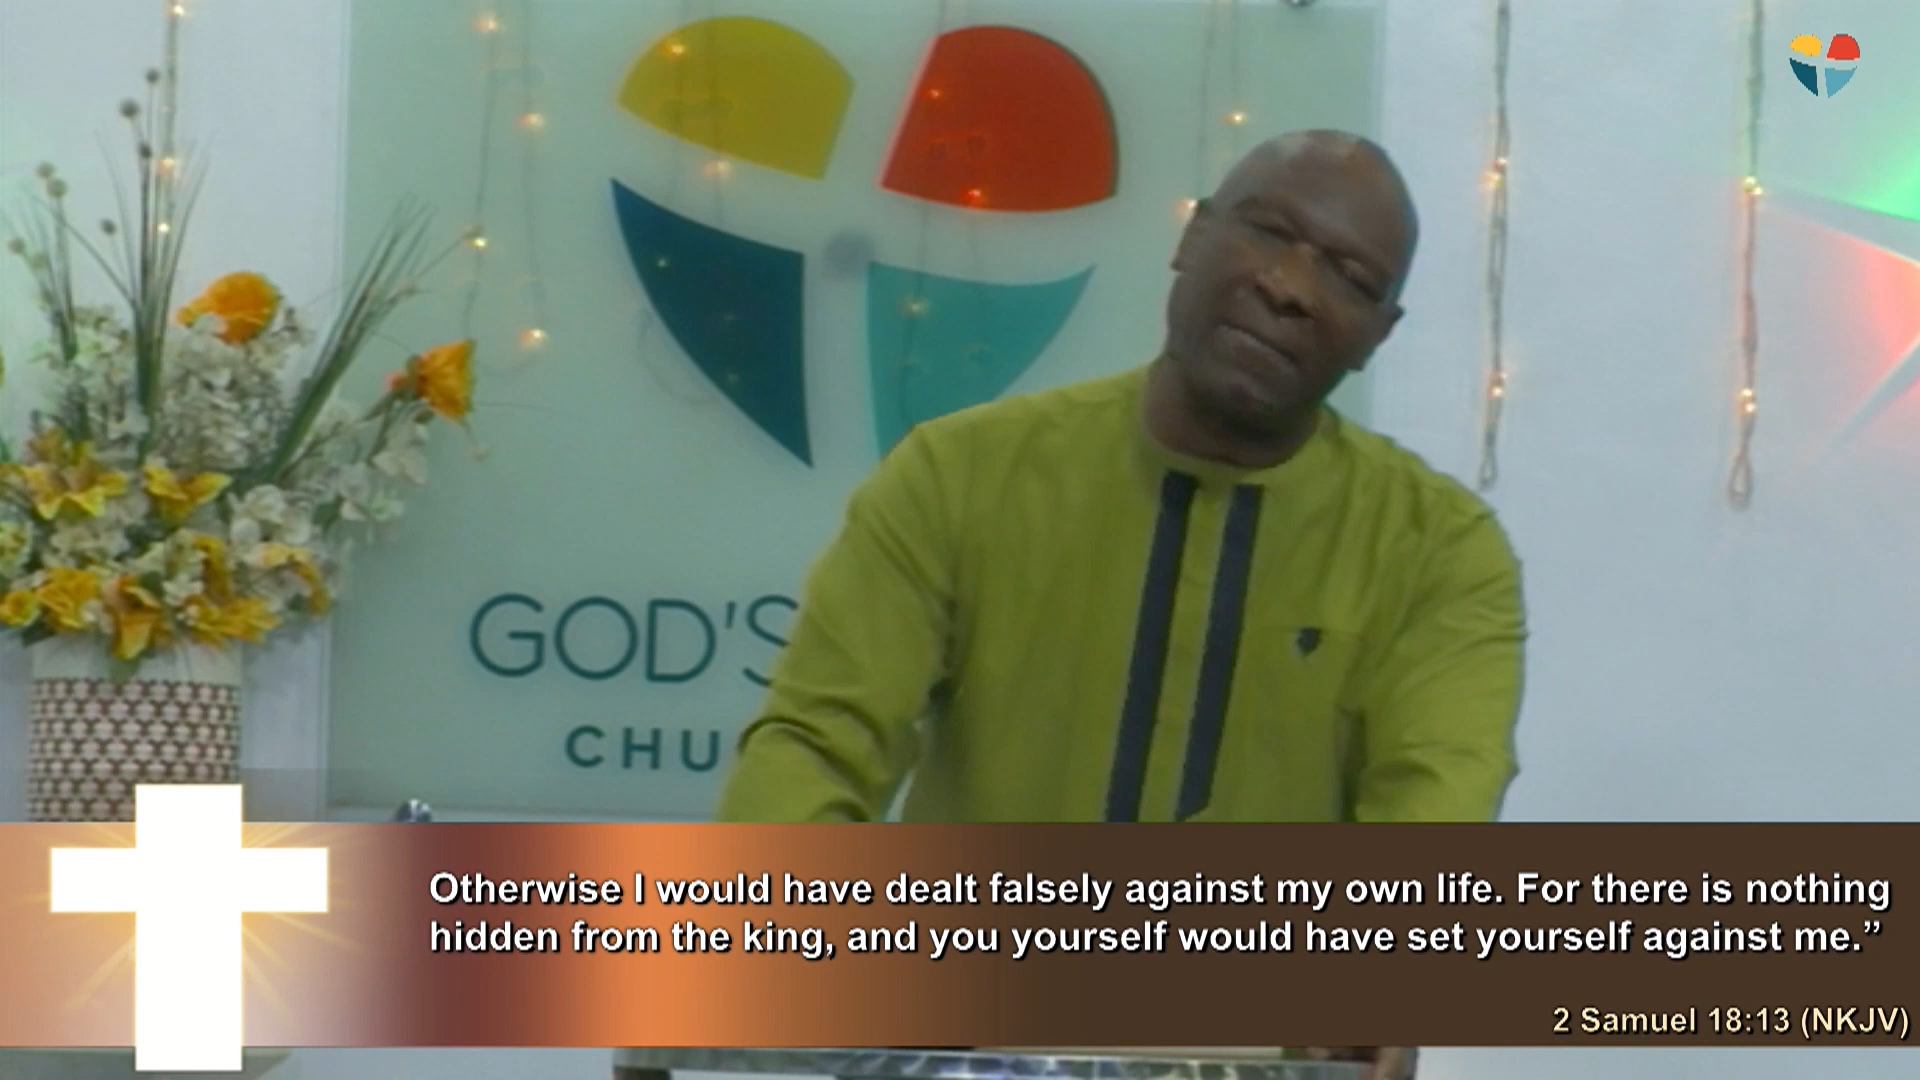 GOD'S
CHU
Otherwise I would have dealt falsely against my own life. For there is nothing
hidden from the king, and you yourself would have set yourself against me.”
2 Samuel 18:13 (NKJV)